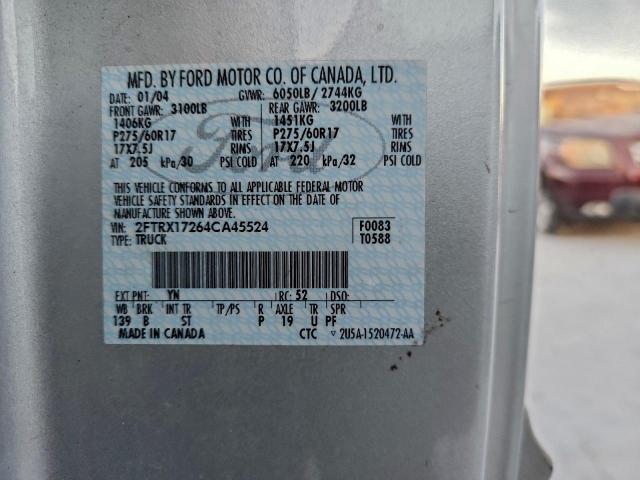 MFD. BY FORD MOTOR CO. OF CANADA, LTD.
DATE: 01/04 GVWR: 6050LB/ 2744KG
FRONT GAWR: 3100LB REAR GAWR: 3200LB
1406KG WITH 1451KG WITH
P275/60R17 TIRES P275/60R17 TIRES
17X7.5J RIMS 17X7.5J RIMS
AT 205 kPa/30 PSI COLD AT 220 kPa/32 PSI COLD
THIS VEHICLE CONFORMS TO ALL APPLICABLE FEDERAL MOTOR
VEHICLE SAFETY STANDARDS IN EFFECT ON THE DATE OF
MANUFACTURE SHOWN ABOVE.
VIN: 2FTRX17264CA45524 F0083
TYPE: TRUCK T0588
EXT PNT: YN RC: 52 DSO:
WB BRK INT TR TP/PS R AXLE TR SPR
139 B ST P 19 U PF
MADE IN CANADA CTC ▽ 2U5A-1520472-AA
Ford